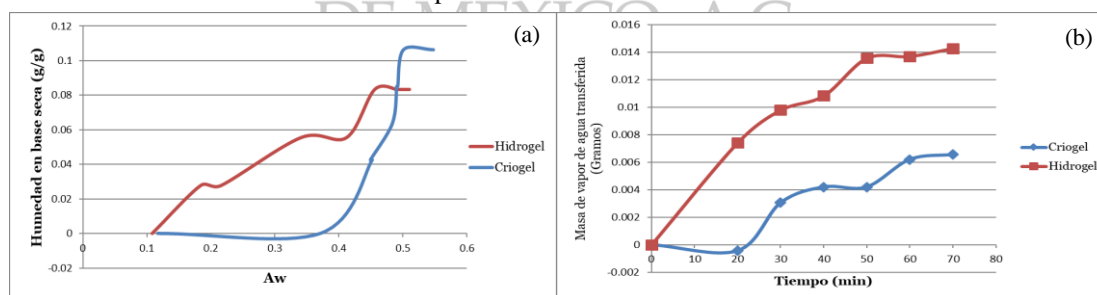 DE MEXICO, A.C.
(a)
Humedad en base seca (g/g)
0.12
0.1
0.08
0.06
0.04
0.02
0
-0.02
0
0.1
0.2
0.3
0.4
0.5
0.6
Aw
Hidrogel
Criogel
(b)
Masa de vapor de agua transferida
(Gramos)
0.016
0.014
0.012
0.01
0.008
0.006
0.004
0.002
0
-0.002
0
10
20
30
40
50
60
70
80
Tiempo (min)
Criogel
Hidrogel